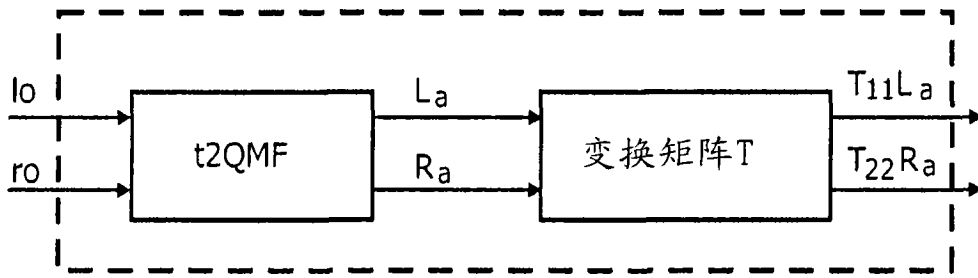 lo
ro
t2QMF
La
Ra
变换矩阵T
T11La
T22Ra